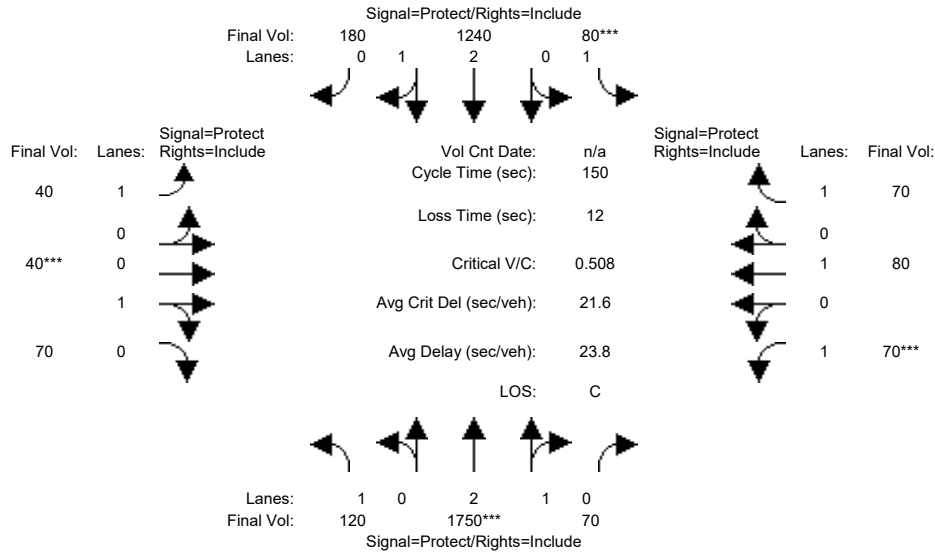 Signal=Protect/Rights=Include
Final Vol: 180 1240 80***
Lanes: 0 1 2 0 1
Signal=Protect
Final Vol: Lanes: Rights=Include
Vol Cnt Date: n/a
Cycle Time (sec): 150
Signal=Protect
Rights=Include Lanes: Final Vol:
40 1
1 70
Loss Time (sec): 12
0
0
40*** 0
Critical V/C: 0.508
1 80
1
Avg Crit Del (sec/veh): 21.6
0
70 0
Avg Delay (sec/veh): 23.8
1 70***
LOS: C
Lanes: 1 0 2 1 0
Final Vol: 120 1750*** 70
Signal=Protect/Rights=Include